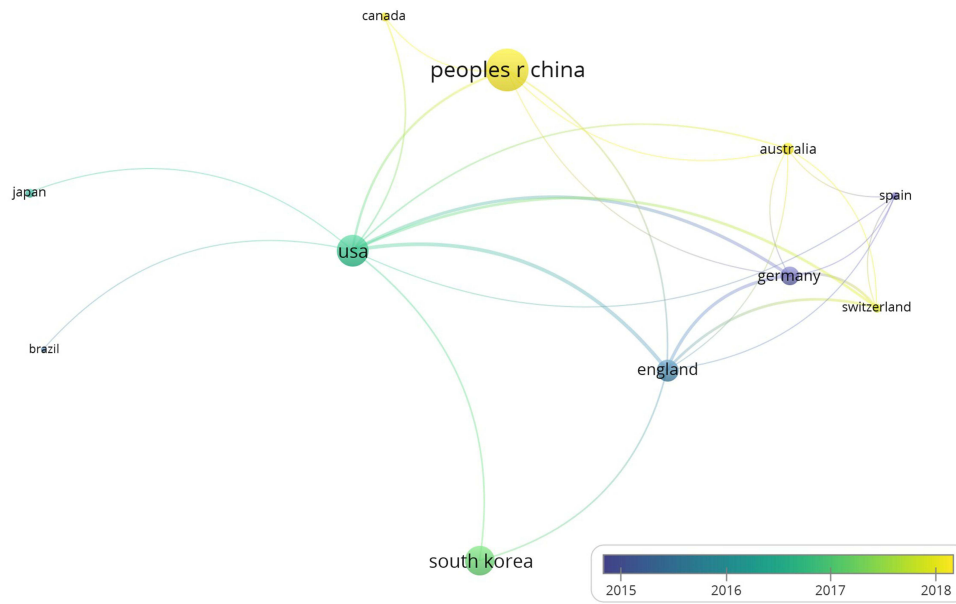 canada
peoples r china
australia
japan
spain
usa
germany
switzerland
brazil
england
south korea
2015 2016 2017 2018